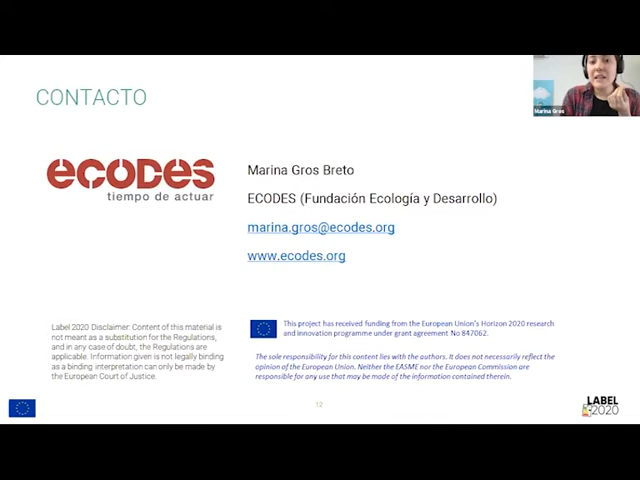 CONTACTO
Marina Gros
ecodes
tiempo de actuar
Marina Gros Breto
ECODES (Fundación Ecología y Desarrollo)
marina.gros@ecodes.org
www.ecodes.org
Label 2020 Disclaimer: Content of this material is
not meant as a substitution for the Regulations,
and in any case of doubt, the Regulations are
applicable. Information given is not legally binding
as a binding interpretation can only be made by
the European Court of Justice.
This project has received funding from the European Union's Horizon 2020 research
and innovation programme under grant agreement No 847062.
The sole responsibility for this content lies with the authors. It does not necessarily reflect the
opinion of the European Union. Neither the EASME nor the European Commission are
responsible for any use that may be made of the information contained therein.
12
LABEL
2020